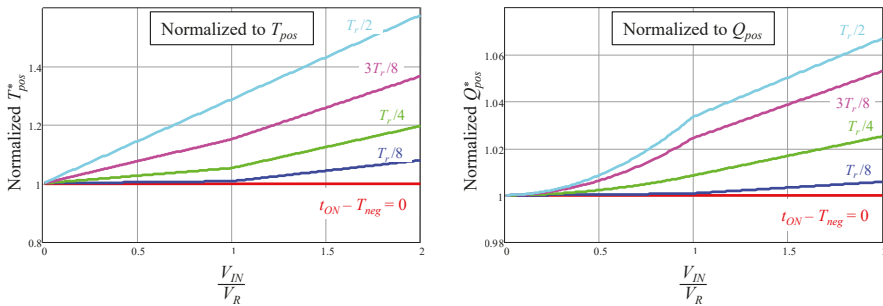 Normalized to T_pos
T_r/2
3T_r/8
T_r/4
T_r/8
t_ON – T_neg = 0
Normalized T*_pos
1.4
1.2
1
0.8
0
0.5
1
1.5
2
V_IN
V_R
Normalized to Q_pos
T_r/2
3T_r/8
T_r/4
T_r/8
t_ON – T_neg = 0
Normalized Q*_pos
1.06
1.04
1.02
1
0.98
0
0.5
1
1.5
2
V_IN
V_R